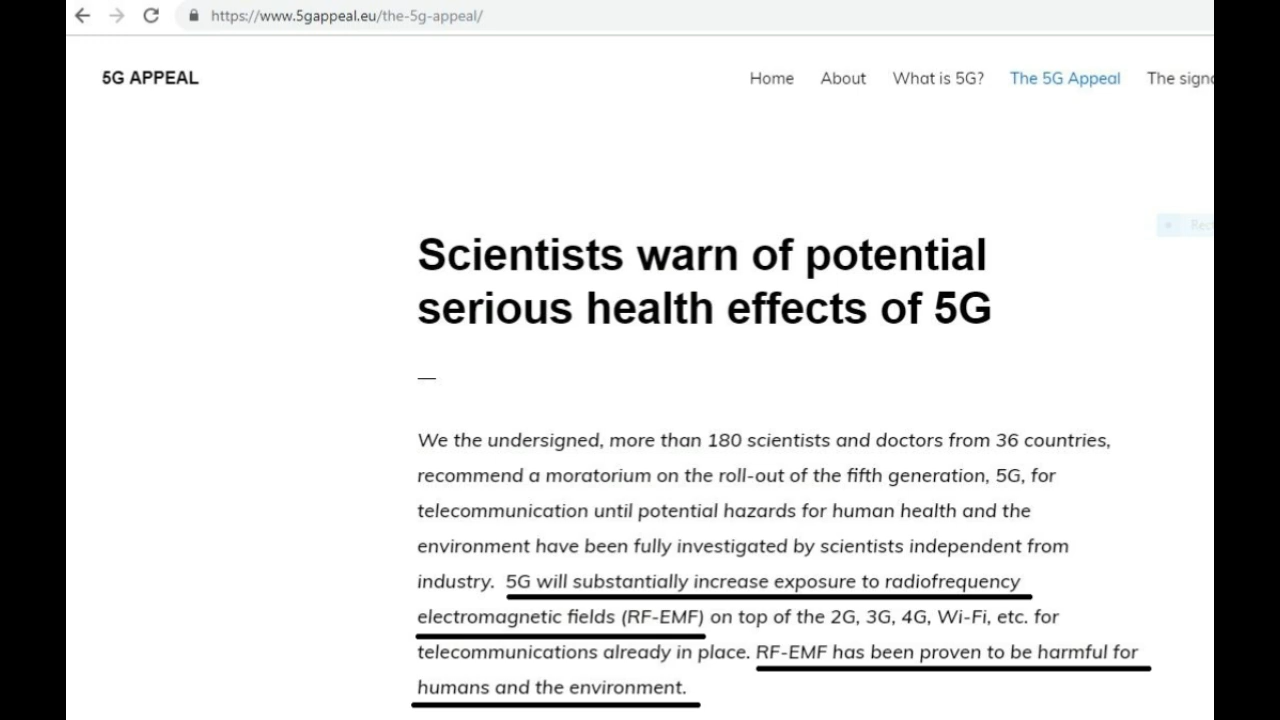 https://www.5gappeal.eu/the-5g-appeal/
5G APPEAL
Home About What is 5G? The 5G Appeal The
Scientists warn of potential
serious health effects of 5G
—
We the undersigned, more than 180 scientists and doctors from 36 countries,
recommend a moratorium on the roll-out of the fifth generation, 5G, for
telecommunication until potential hazards for human health and the
environment have been fully investigated by scientists independent from
industry. 5G will substantially increase exposure to radiofrequency
electromagnetic fields (RF-EMF) on top of the 2G, 3G, 4G, Wi-Fi, etc. for
telecommunications already in place. RF-EMF has been proven to be harmful for
humans and the environment.